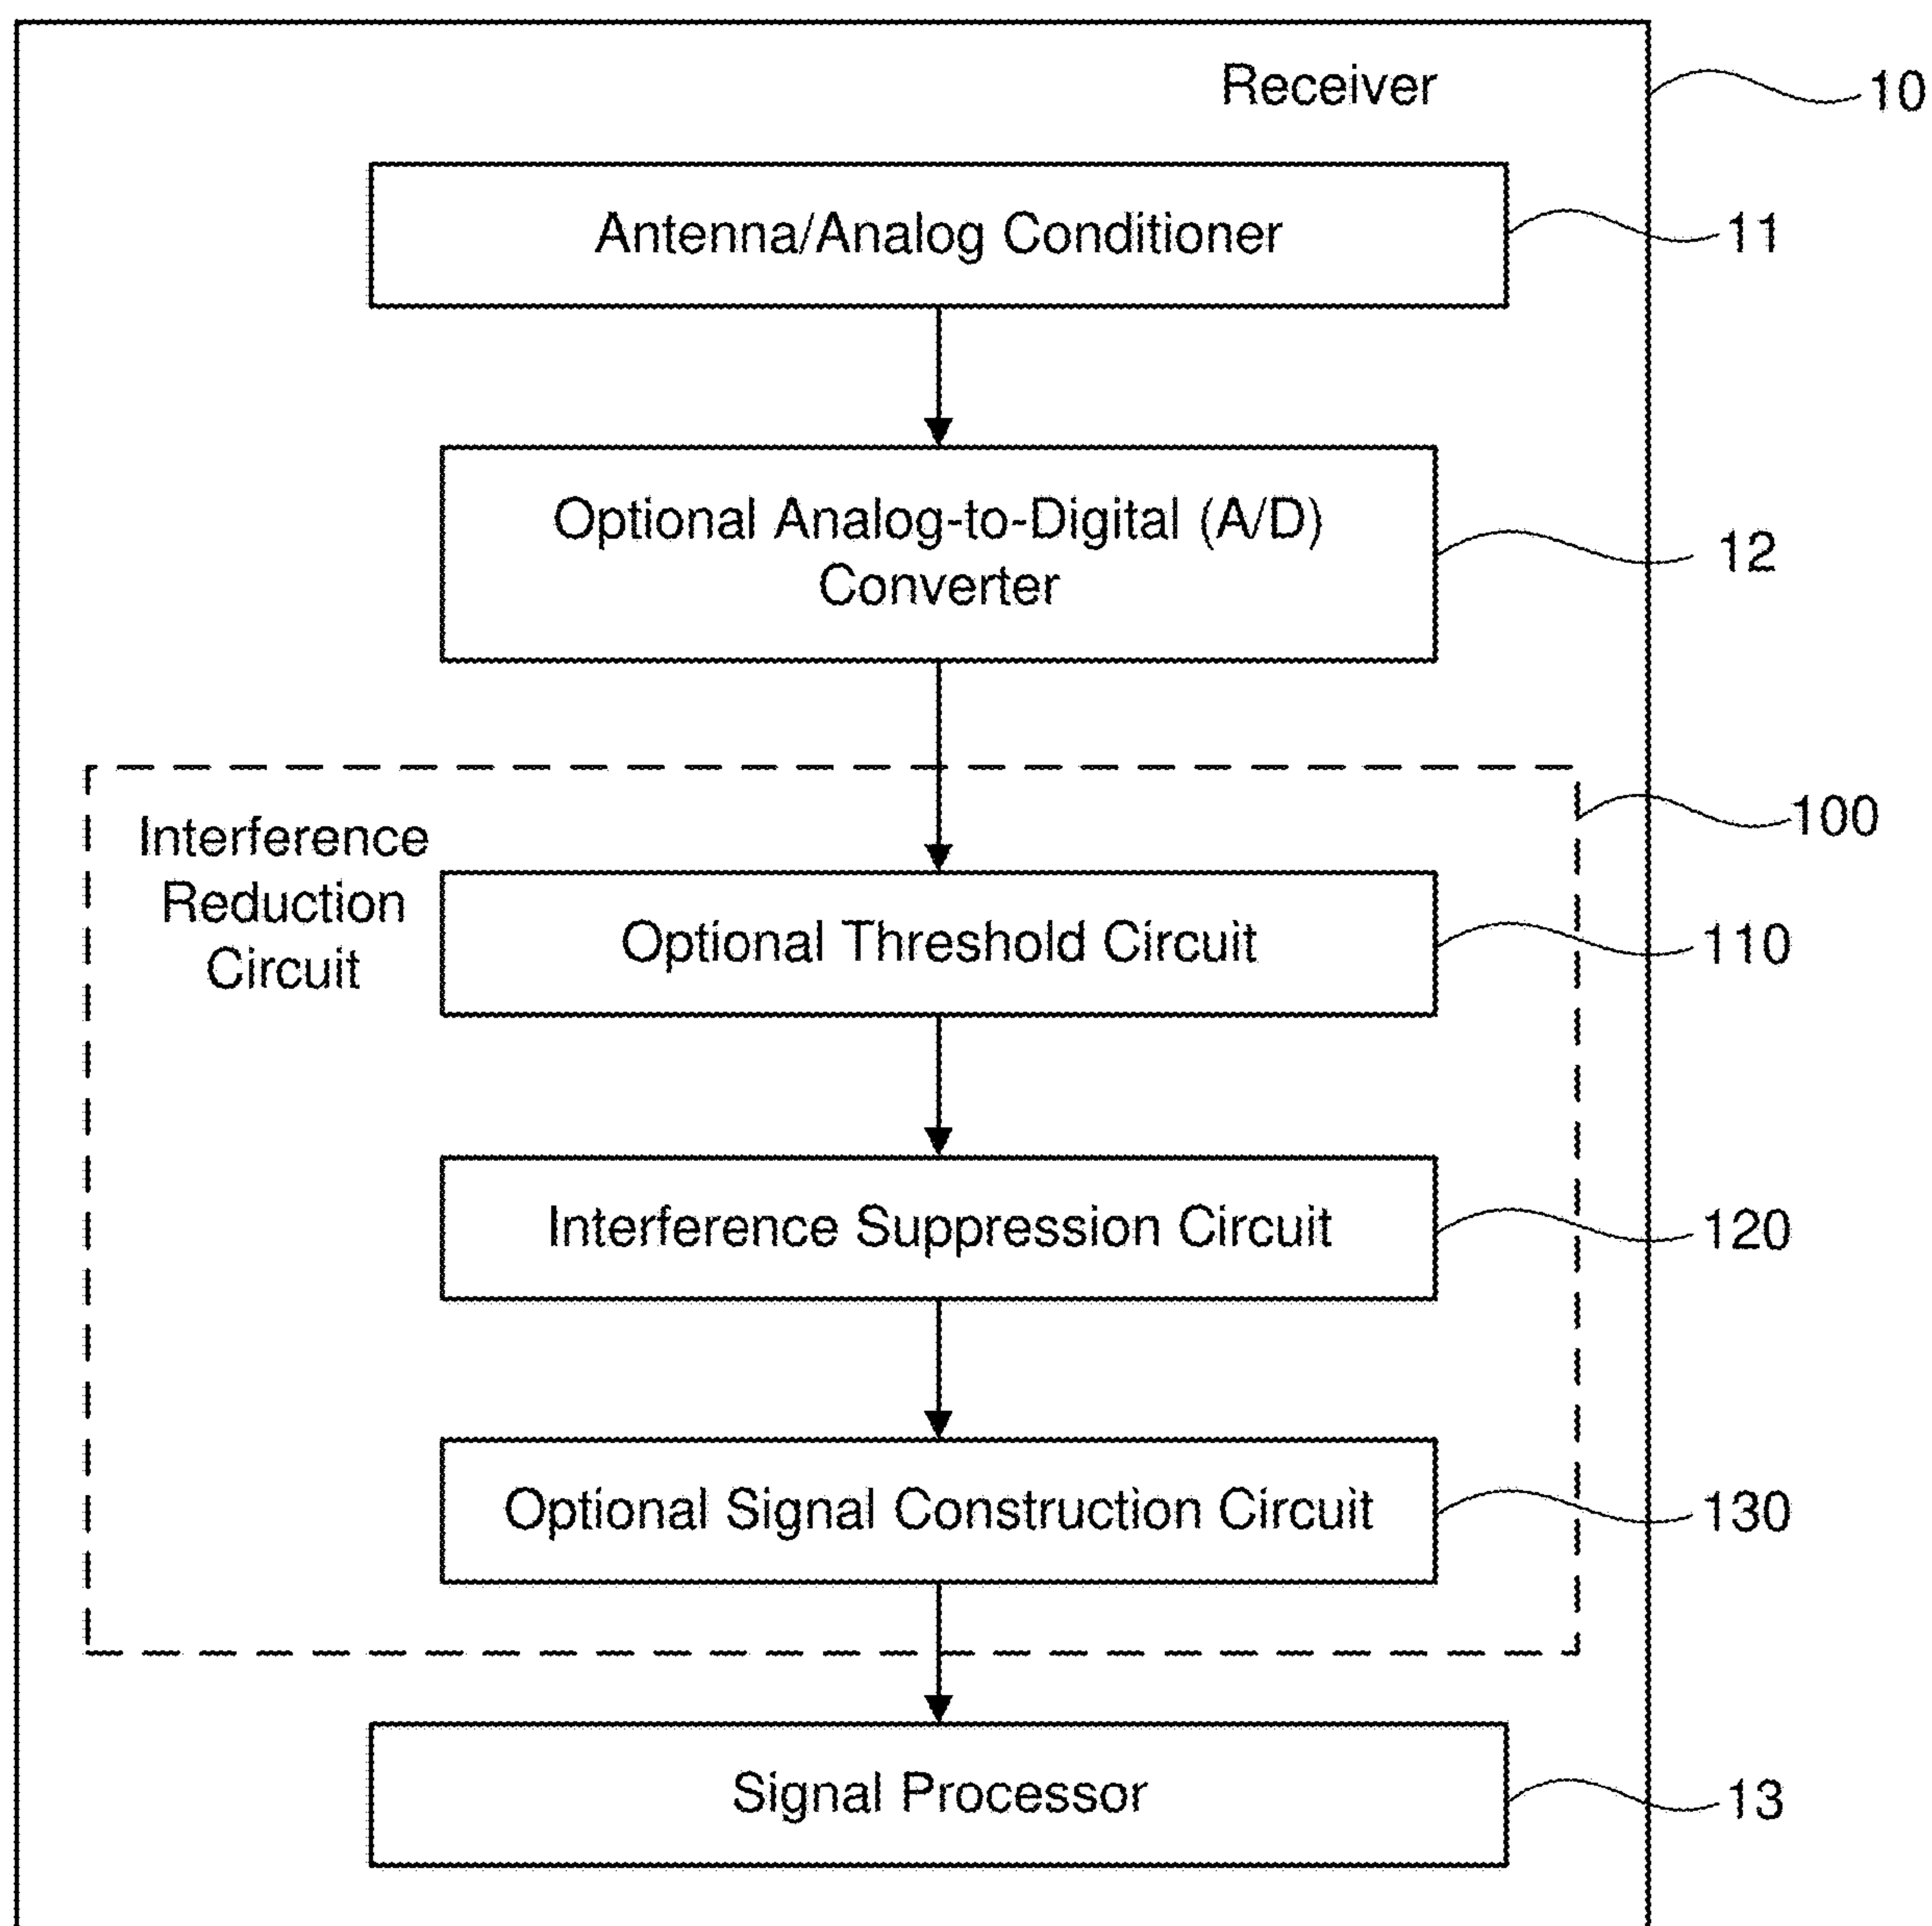 Receiver
10
Antenna/Analog Conditioner
11
Optional Analog-to-Digital (A/D)
Converter
12
Interference
Reduction
Circuit
100
Optional Threshold Circuit
110
Interference Suppression Circuit
120
Optional Signal Construction Circuit
130
Signal Processor
13